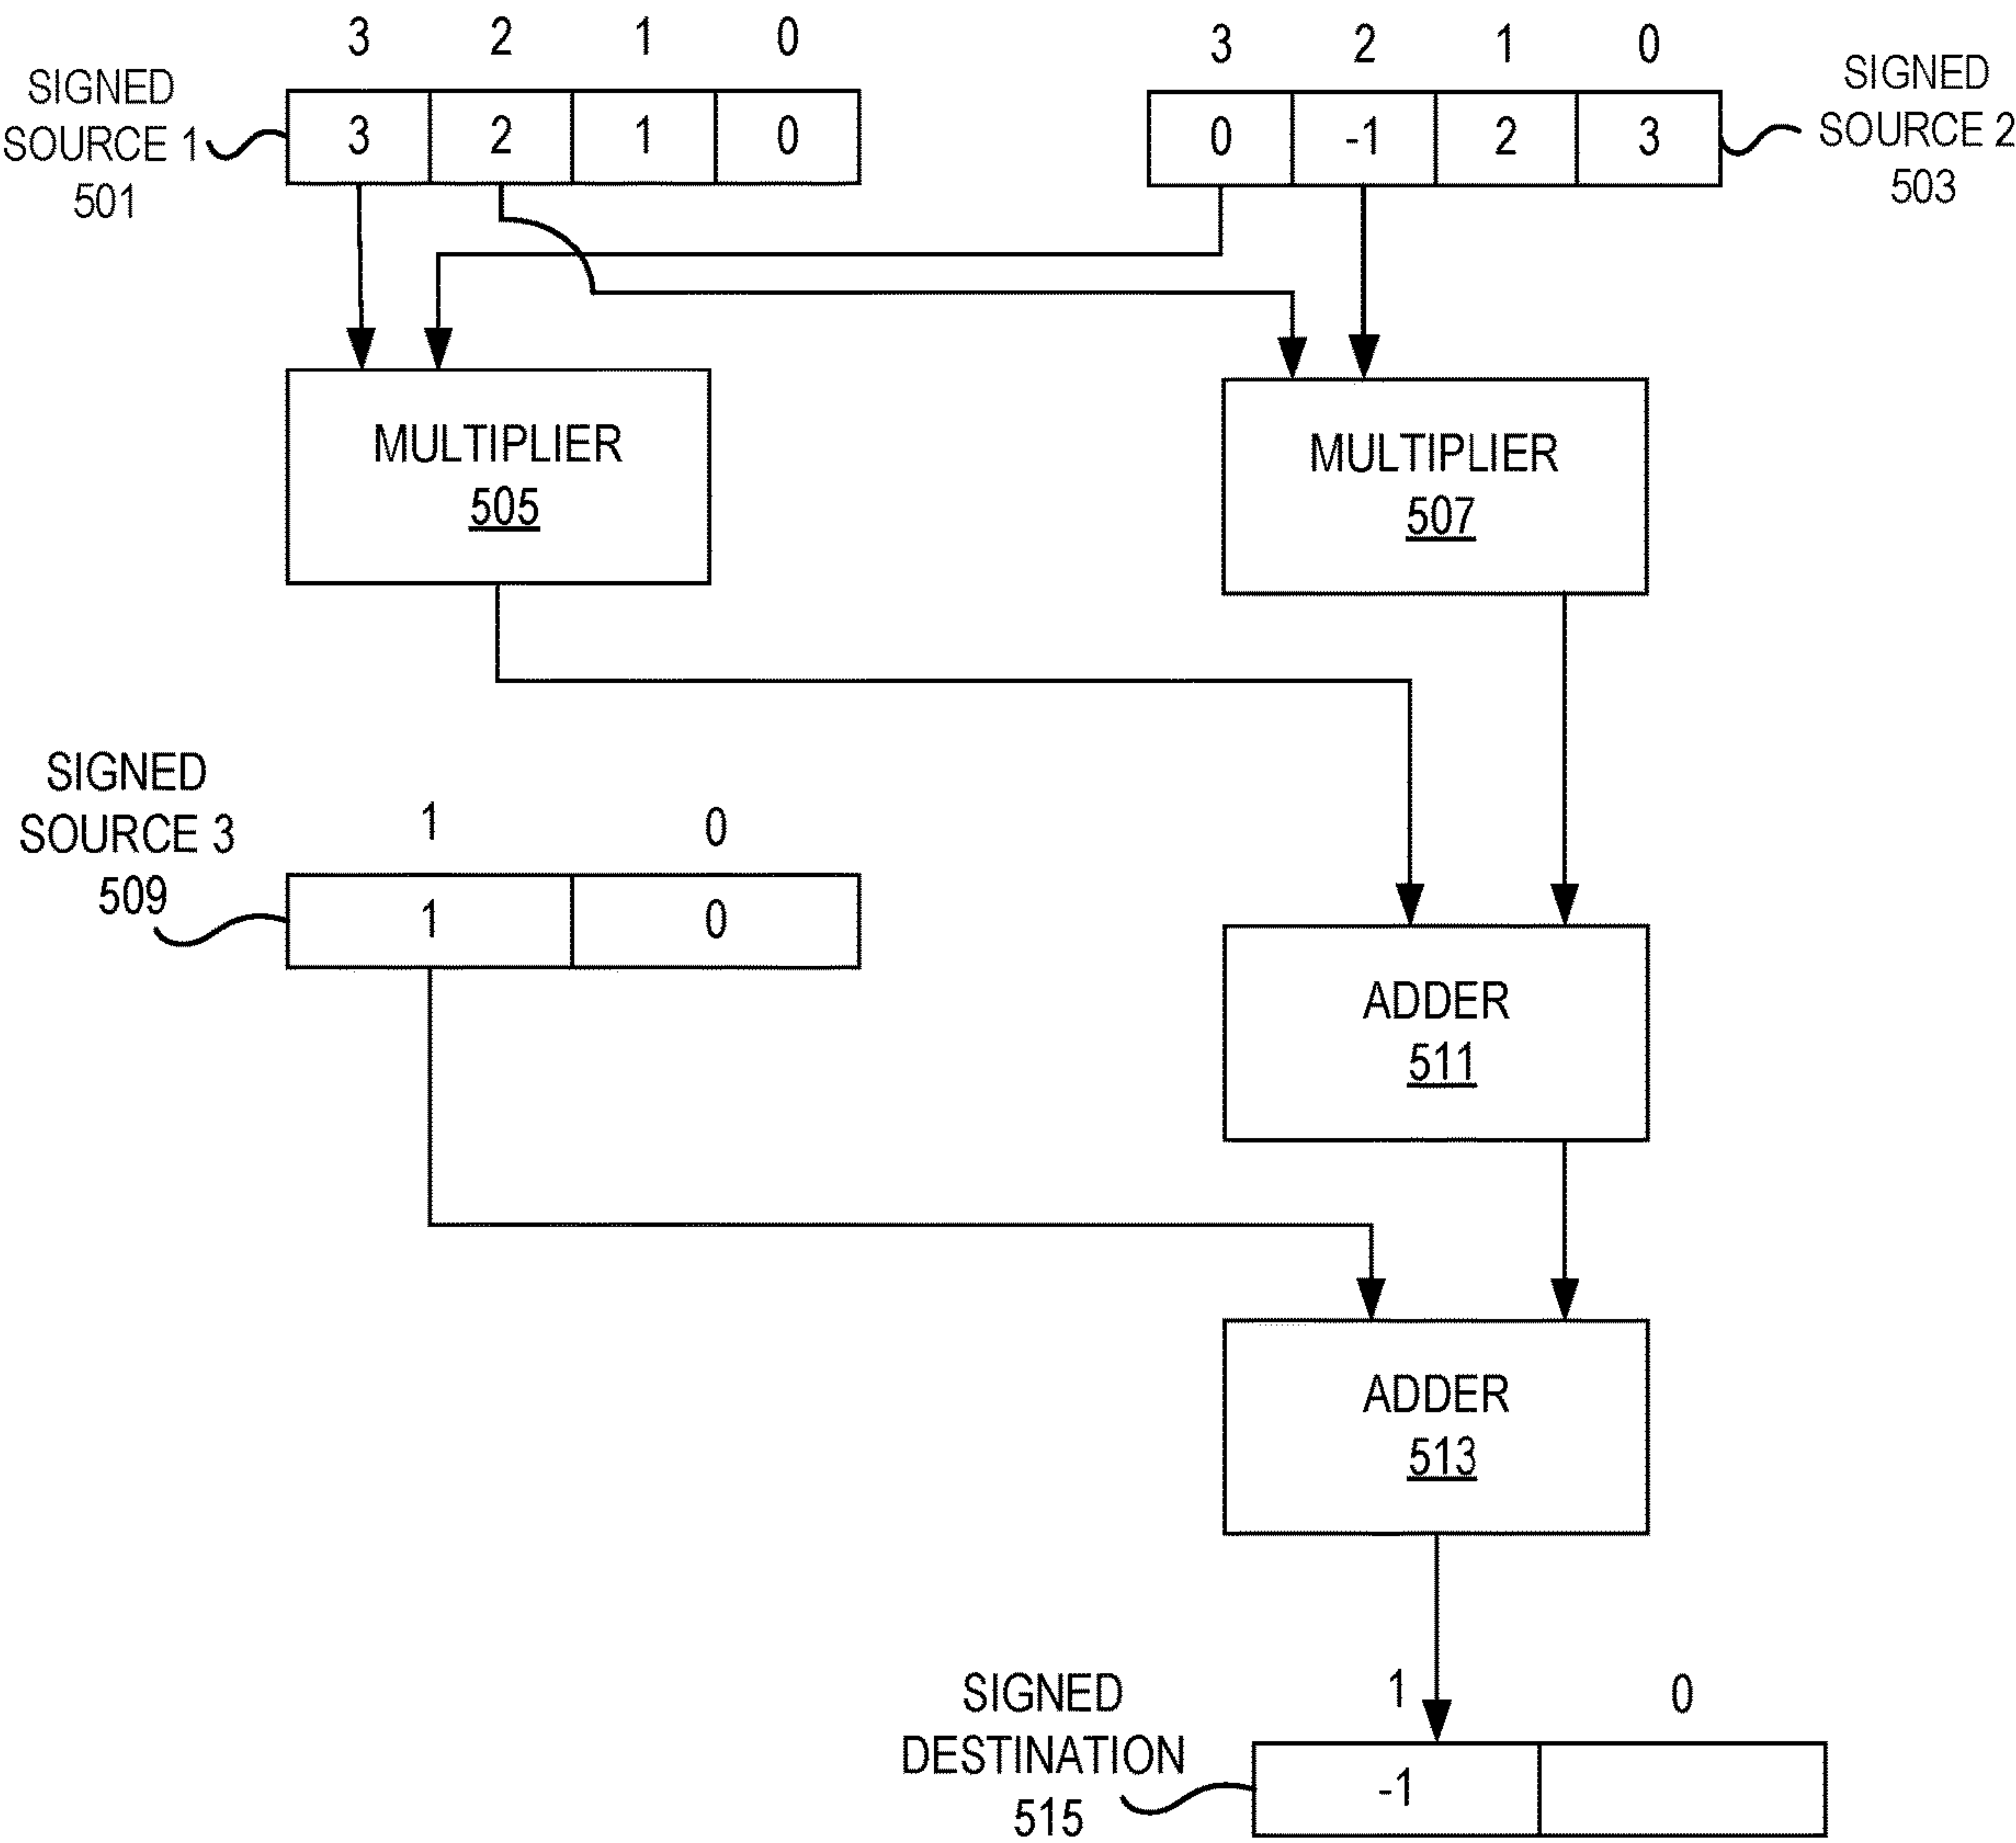 3 2 1 0
3 2 1 0
SIGNED
SOURCE 1
501
3 2 1 0
0 -1 2 3
SIGNED
SOURCE 2
503
MULTIPLIER
505
MULTIPLIER
507
SIGNED
SOURCE 3
509
1 0
1 0
ADDER
511
ADDER
513
SIGNED
DESTINATION
515
1 0
-1